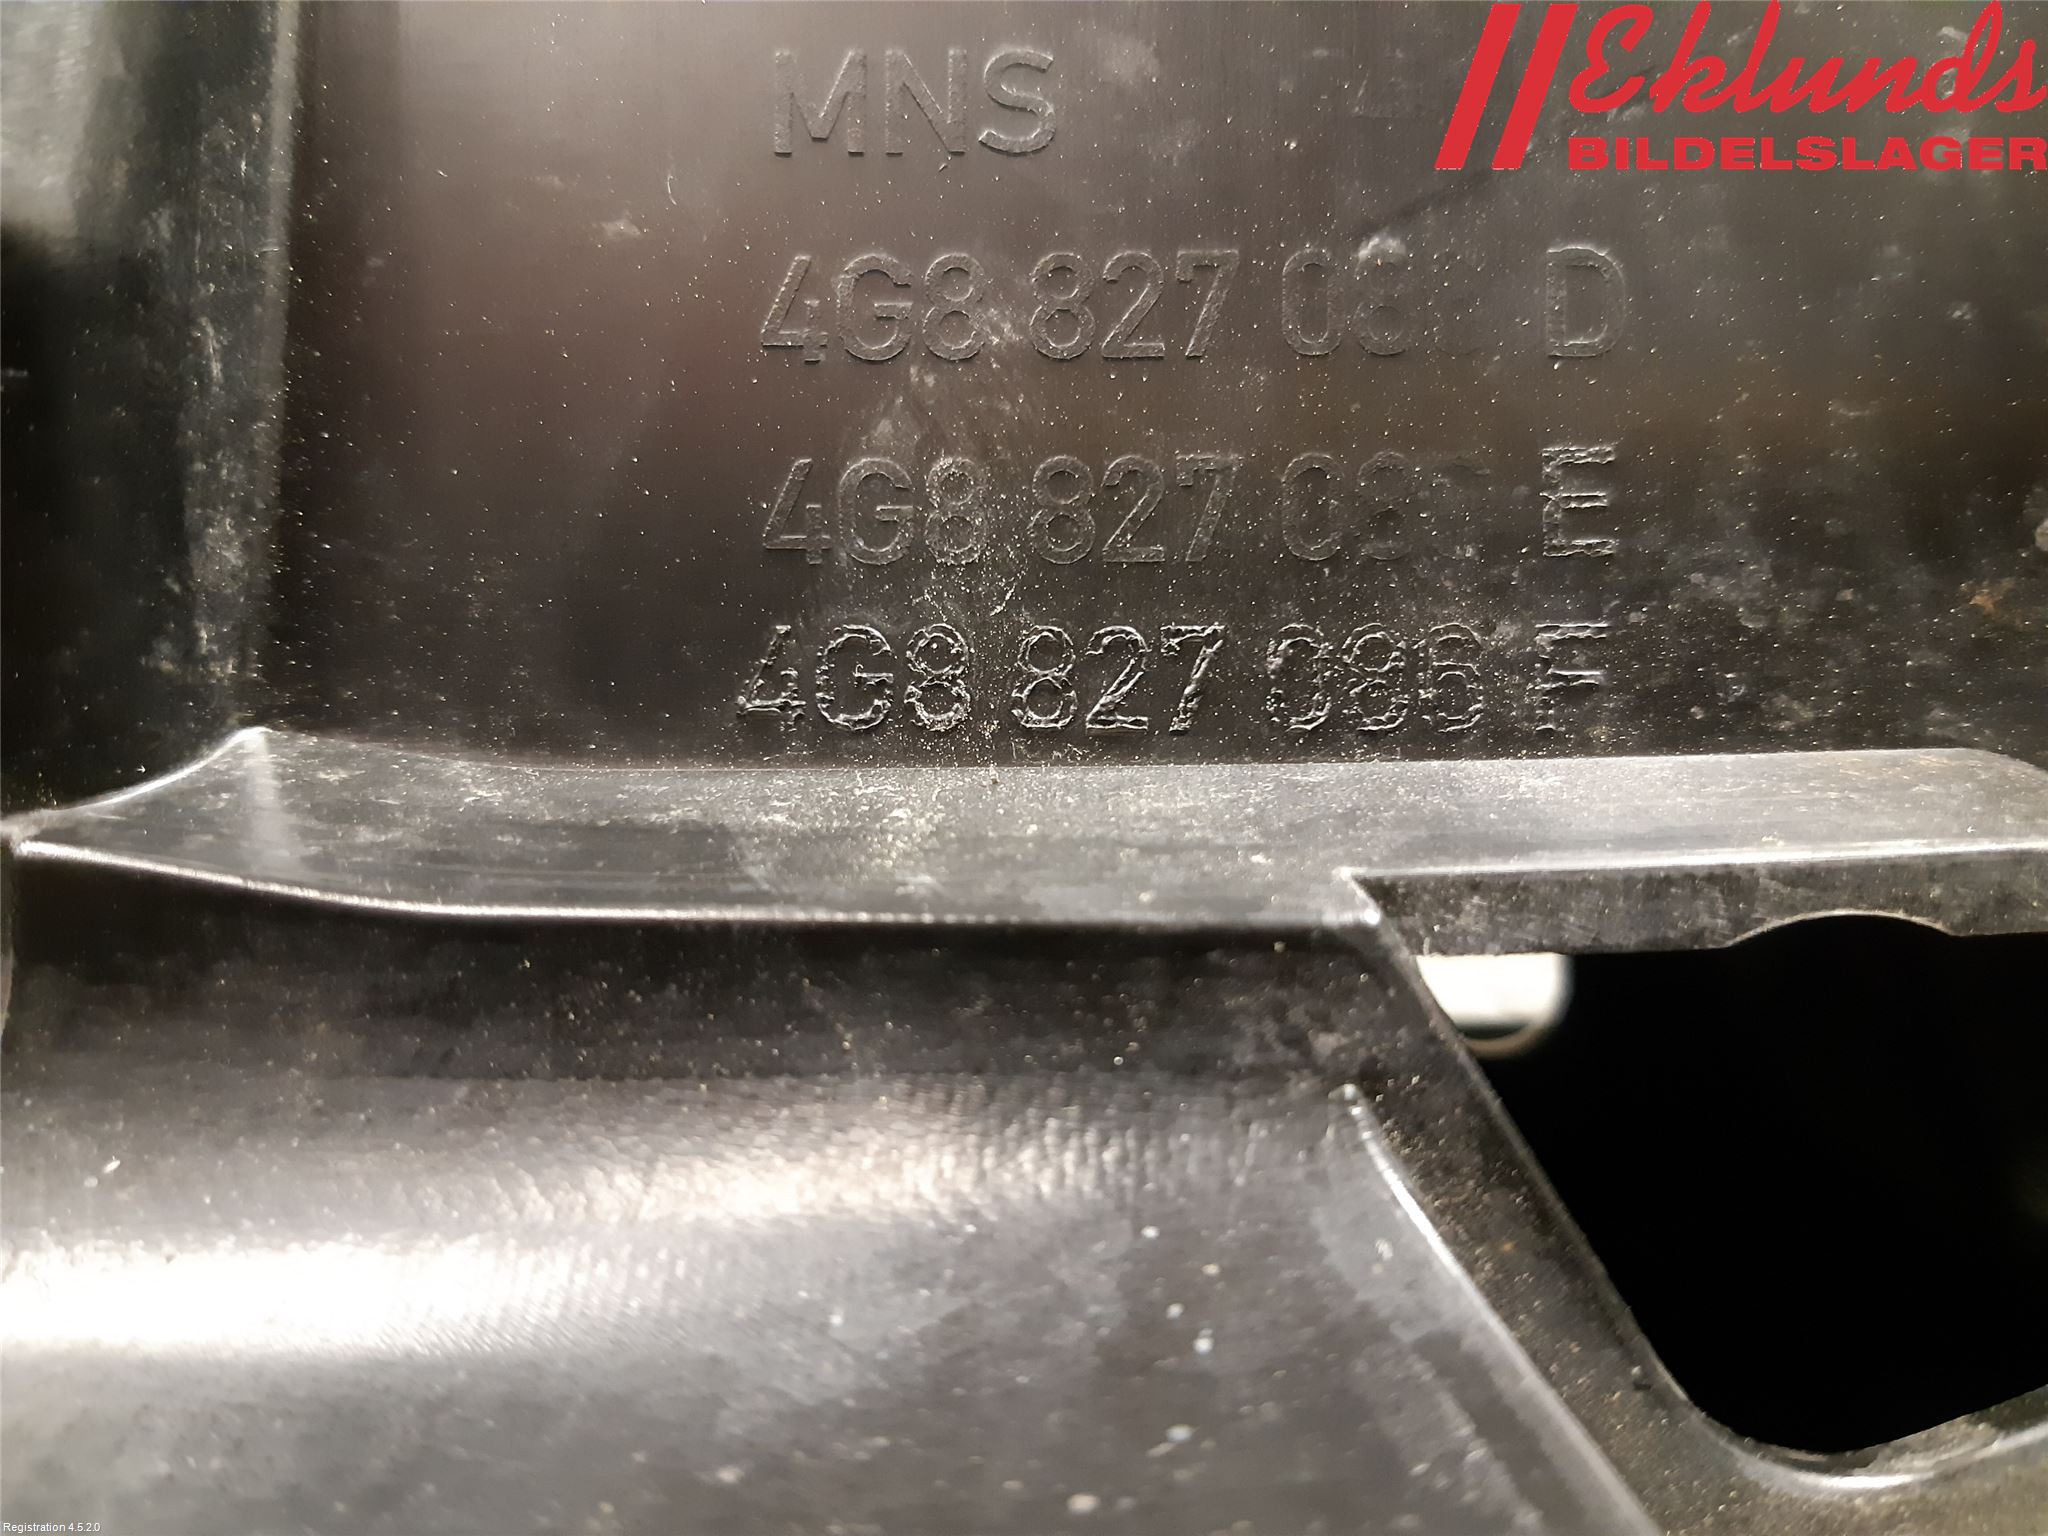 Eklunds
BILDELSLAGER
MNS
4G8 827 D
4G8 827 E
4G8 827 086 F
Registration 4.5.2.0